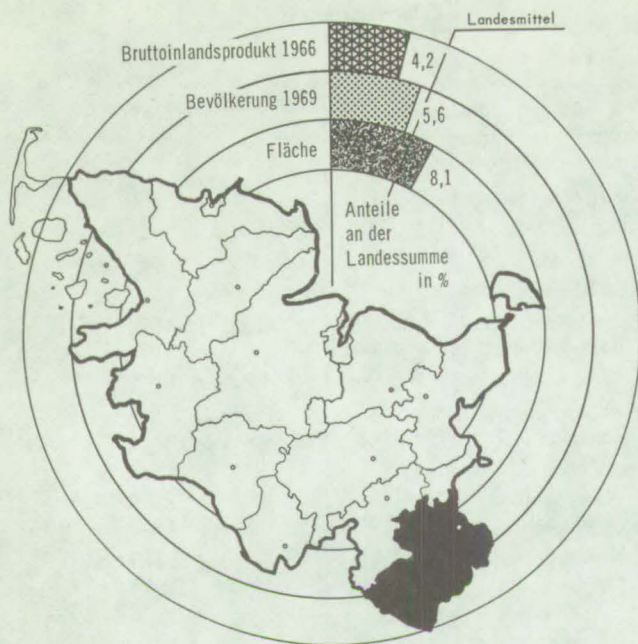 Landesmittel
Bruttoinlandsprodukt 1966
4,2
Bevölkerung 1969
5,6
Fläche
8,1
Anteile
an der
Landessumme
in %